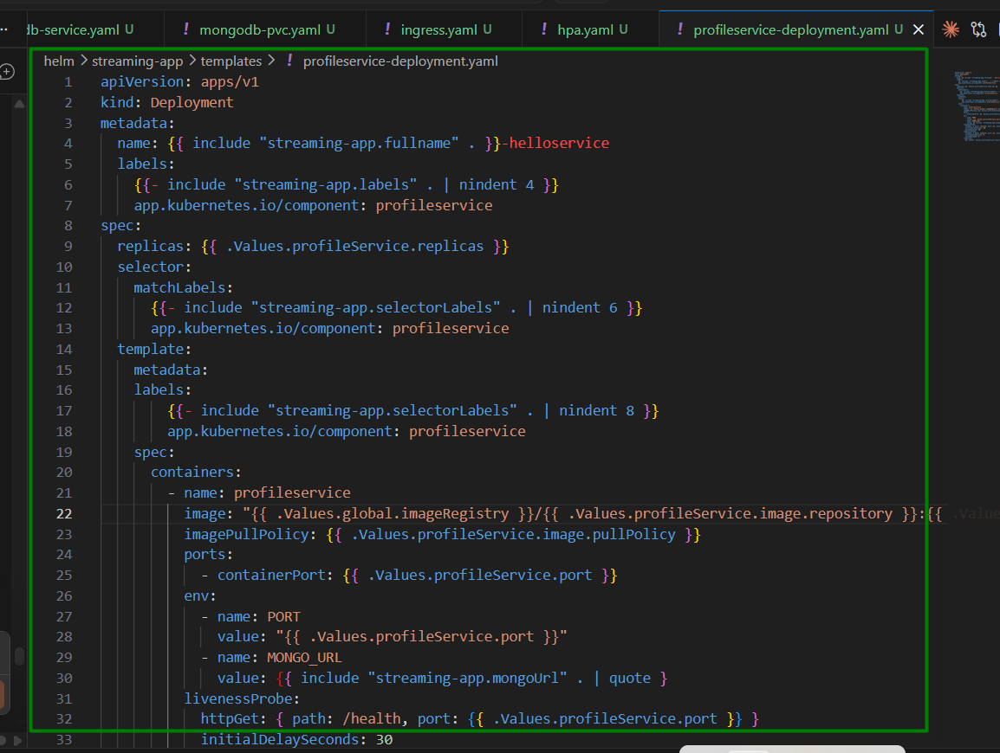 db-service.yaml U
! mongodb-pvc.yaml U
! ingress.yaml U
! hpa.yaml U
! profileservice-deployment.yaml U
helm > streaming-app > templates > ! profileservice-deployment.yaml
1 apiVersion: apps/v1
2 kind: Deployment
3 metadata:
4 name: {{ include "streaming-app.fullname" . }}-helloservice
5 labels:
6 {{- include "streaming-app.labels" . | nindent 4 }}
7 app.kubernetes.io/component: profileservice
8 spec:
9 replicas: {{ .Values.profileService.replicas }}
10 selector:
11 matchLabels:
12 {{- include "streaming-app.selectorLabels" . | nindent 6 }}
13 app.kubernetes.io/component: profileservice
14 template:
15 metadata:
16 labels:
17 {{- include "streaming-app.selectorLabels" . | nindent 8 }}
18 app.kubernetes.io/component: profileservice
19 spec:
20 containers:
21 - name: profileservice
22 image: "{{ .Values.global.imageRegistry }}/{{ .Values.profileService.image.repository }}:{{ .Value
23 imagePullPolicy: {{ .Values.profileService.image.pullPolicy }}
24 ports:
25 - containerPort: {{ .Values.profileService.port }}
26 env:
27 - name: PORT
28 value: "{{ .Values.profileService.port }}"
29 - name: MONGO_URL
30 value: {{ include "streaming-app.mongoUrl" . | quote }
31 livenessProbe:
32 httpGet: { path: /health, port: {{ .Values.profileService.port }} }
33 initialDelaySeconds: 30